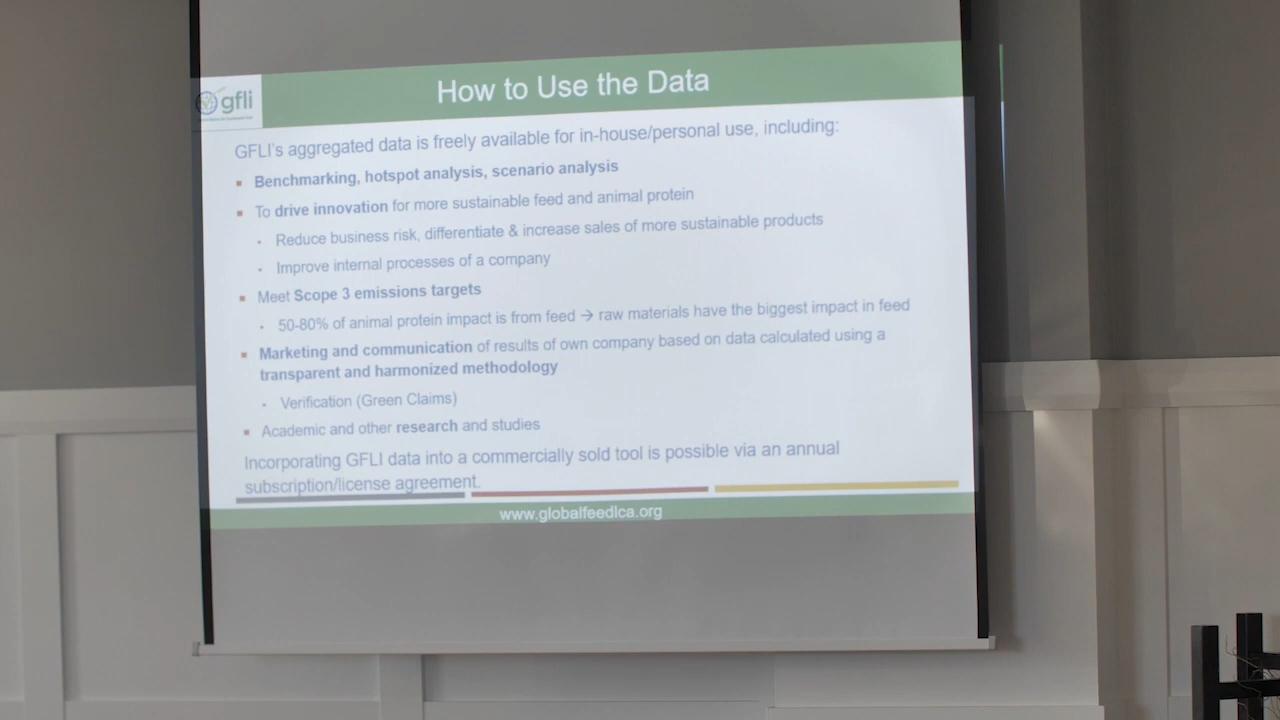 How to Use the Data
gfli
GFLI's aggregated data is freely available for in-house/personal use, including:
▪ Benchmarking, hotspot analysis, scenario analysis
▪ To drive innovation for more sustainable feed and animal protein
• Reduce business risk, differentiate & increase sales of more sustainable products
• Improve internal processes of a company
▪ Meet Scope 3 emissions targets
• 50-80% of animal protein impact is from feed → raw materials have the biggest impact in feed
▪ Marketing and communication of results of own company based on data calculated using a
transparent and harmonized methodology
• Verification (Green Claims)
▪ Academic and other research and studies
Incorporating GFLI data into a commercially sold tool is possible via an annual
subscription/license agreement.
www.globalfeedlca.org